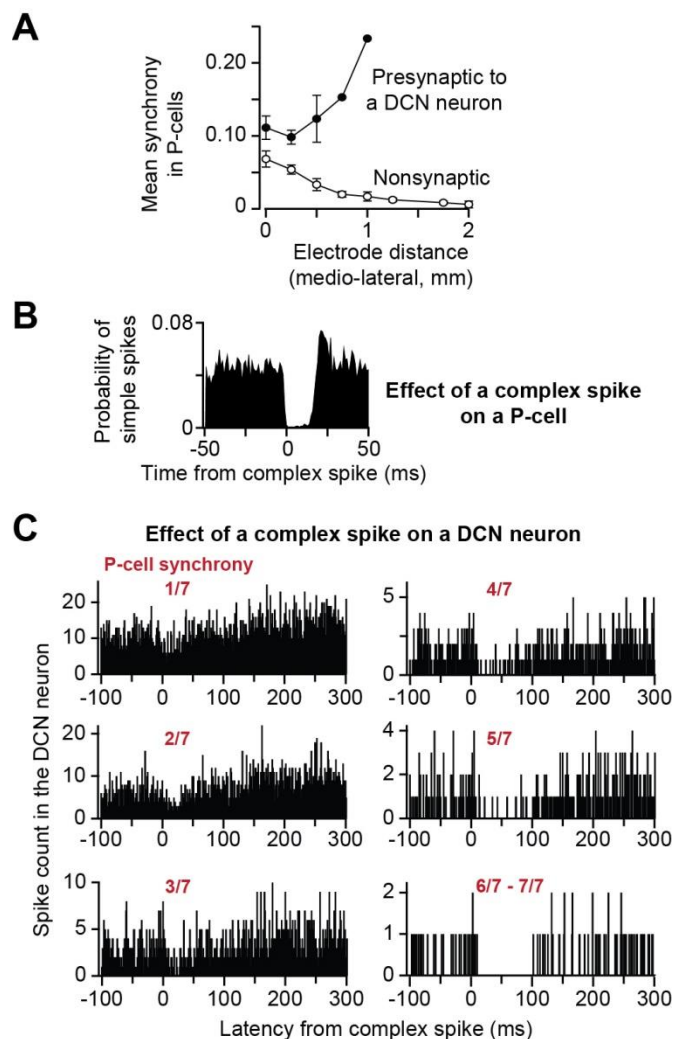 A
Mean synchrony
in P-cells
0.20
0.10
0
Presynaptic to
a DCN neuron
Nonsynaptic
0 1 2
Electrode distance
(medio-lateral, mm)
B
Probability of
simple spikes
0.08
0
-50 0 50
Time from complex spike (ms)
Effect of a complex spike
on a P-cell
C
Effect of a complex spike on a DCN neuron
P-cell synchrony
Spike count in the DCN neuron
1/7
20
10
0
-100 0 100 200 300
4/7
5
0
-100 0 100 200 300
2/7
20
10
0
-100 0 100 200 300
5/7
4
2
0
-100 0 100 200 300
3/7
10
5
0
-100 0 100 200 300
6/7 - 7/7
2
1
0
-100 0 100 200 300
Latency from complex spike (ms)